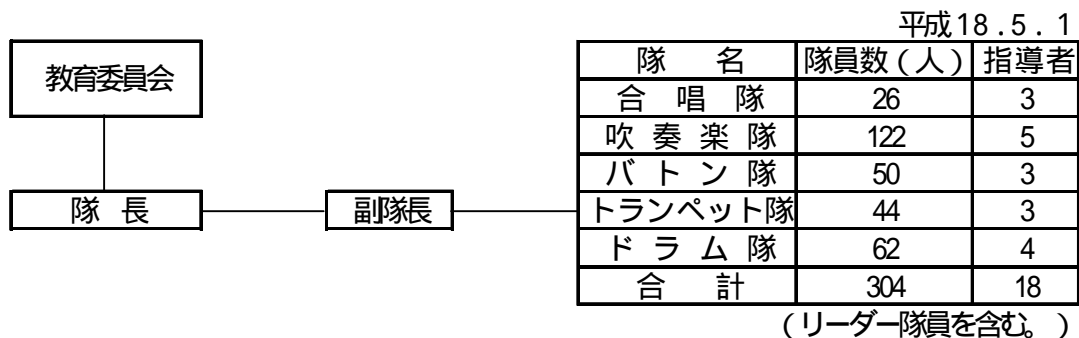 平成18.5.1
教育委員会
隊長
副隊長
隊名 隊員数(人) 指導者
合唱隊 26 3
吹奏楽隊 122 5
バトン隊 50 3
トランペット隊 44 3
ドラム隊 62 4
合計 304 18
(リーダー隊員を含む。)